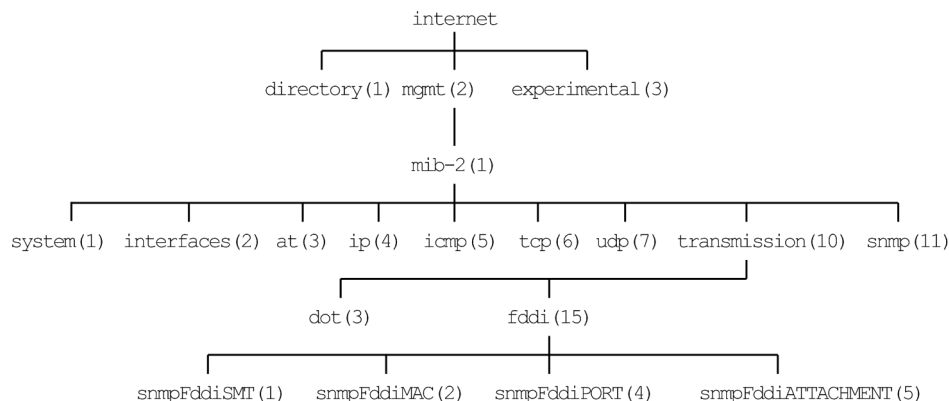 internet
directory(1) mgmt(2) experimental(3)
mib-2(1)
system(1) interfaces(2) at(3) ip(4) icmp(5) tcp(6) udp(7) transmission(10) snmp(11)
dot(3) fddi(15)
snmpFddiSMT(1) snmpFddiMAC(2) snmpFddiPORT(4) snmpFddiATTACHMENT(5)